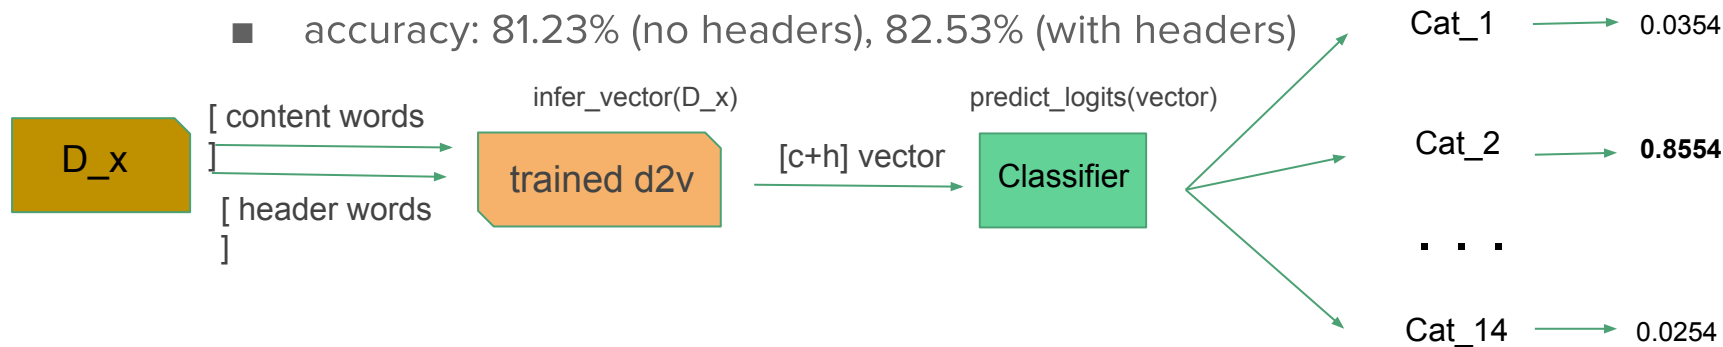 ■ accuracy: 81.23% (no headers), 82.53% (with headers)
D_x
[ content words
]
[ header words
]
infer_vector(D_x)
trained d2v
[c+h] vector
predict_logits(vector)
Classifier
Cat_1
0.0354
Cat_2
0.8554
. . .
Cat_14
0.0254